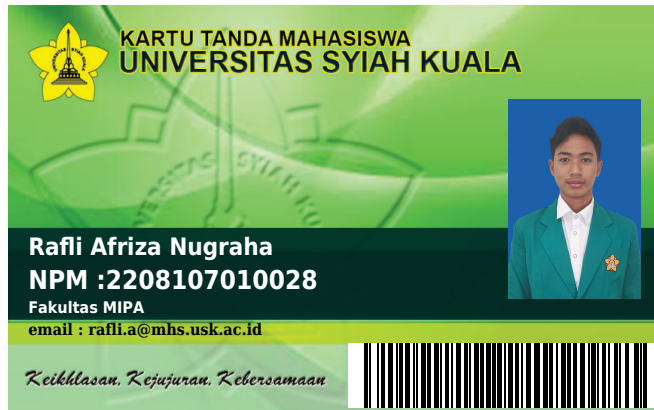 KARTU TANDA MAHASISWA
UNIVERSITAS SYIAH KUALA
Rafli Afriza Nugraha
NPM :2208107010028
Fakultas MIPA
email : rafli.a@mhs.usk.ac.id
Keikhlasan, Kejujuran, Kebersamaan